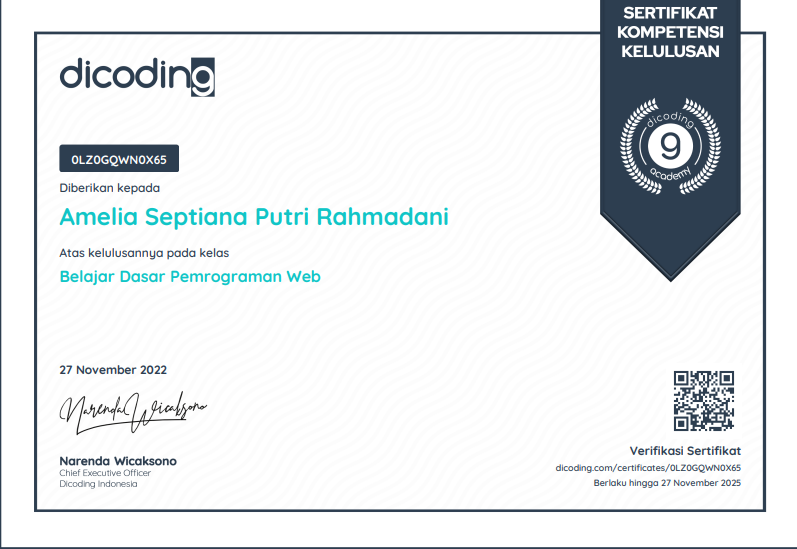 SERTIFIKAT
KOMPETENSI
KELULUSAN
dicoding
dicoding
academy
0LZ0GQWN0X65
Diberikan kepada
Amelia Septiana Putri Rahmadani
Atas kelulusannya pada kelas
Belajar Dasar Pemrograman Web
27 November 2022
Narenda Wicaksono
Narenda Wicaksono
Chief Executive Officer
Dicoding Indonesia
Verifikasi Sertifikat
dicoding.com/certificates/0LZ0GQWN0X65
Berlaku hingga 27 November 2025